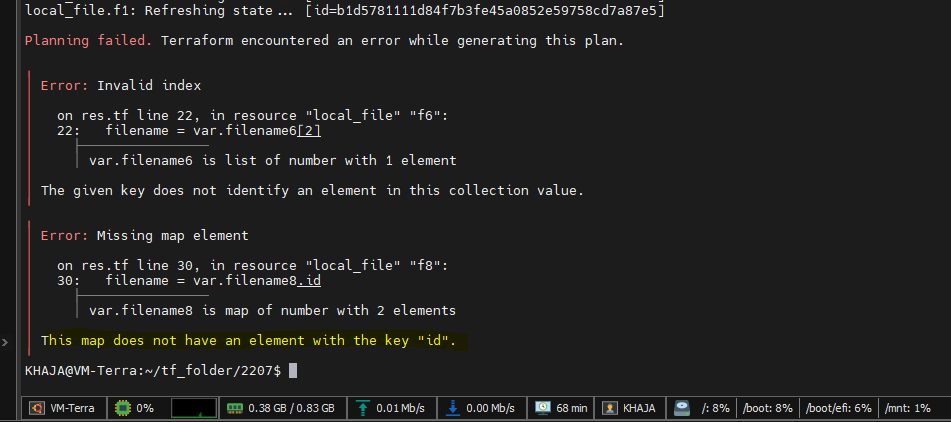 local_file.f1: Refreshing state... [id=b1d5781111d84f7b3fe45a0852e59758cd7a87e5]
Planning failed. Terraform encountered an error while generating this plan.
Error: Invalid index
on res.tf line 22, in resource "local_file" "f6":
22: filename = var.filename6[2]
var.filename6 is list of number with 1 element
The given key does not identify an element in this collection value.
Error: Missing map element
on res.tf line 30, in resource "local_file" "f8":
30: filename = var.filename8.id
var.filename8 is map of number with 2 elements
This map does not have an element with the key "id".
KHAJA@VM-Terra:~/tf_folder/2207$
VM-Terra 0% 0.38 GB / 0.83 GB 0.01 Mb/s 0.00 Mb/s 68 min KHAJA /: 8% /boot: 8% /boot/efi: 6% /mnt: 1%